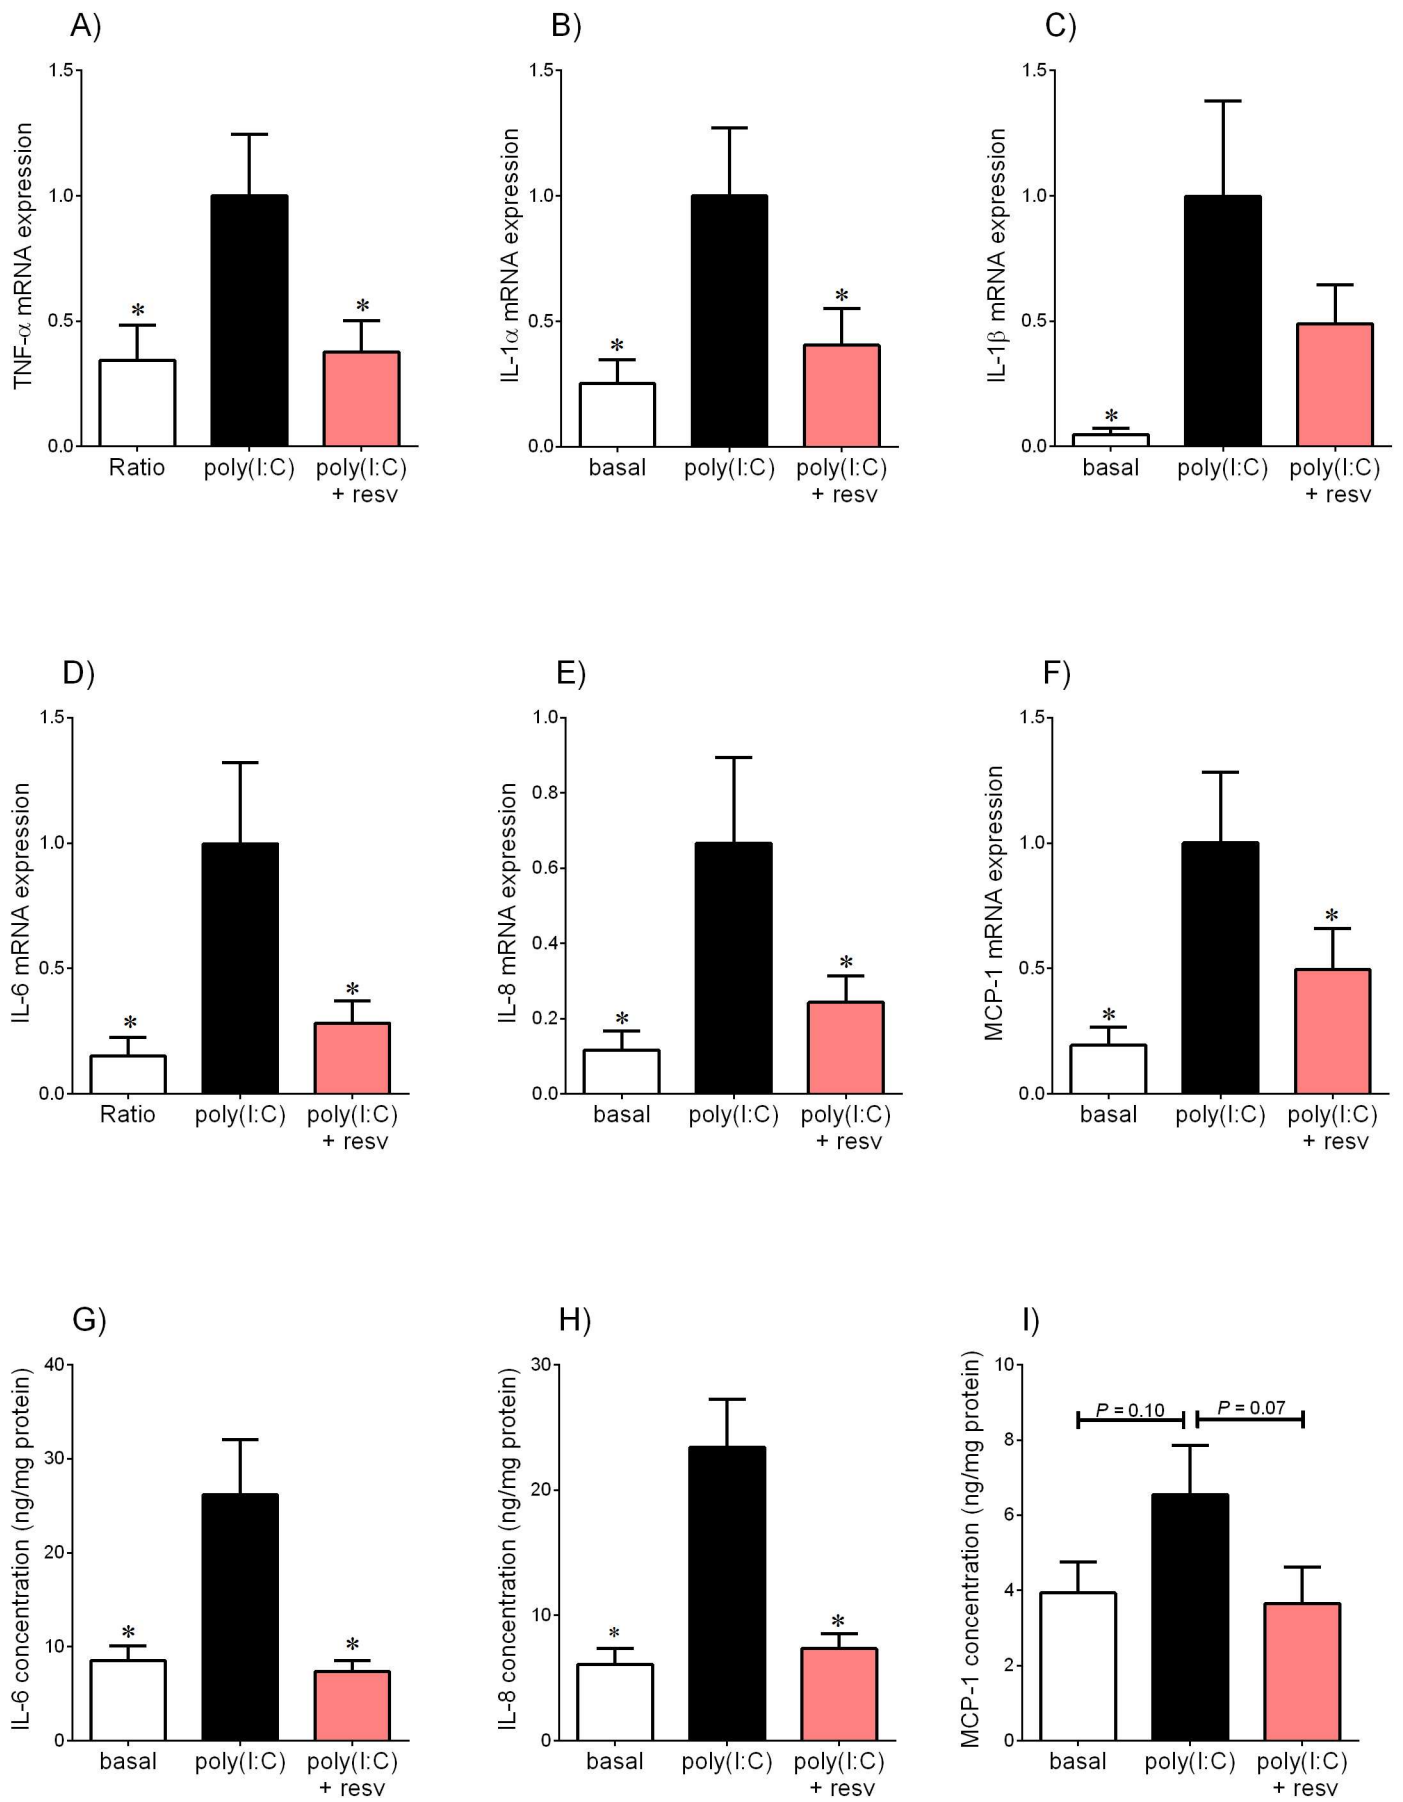 A)
TNF-α mRNA expression
1.5
1.0
0.5
0.0
*
*
Ratio
poly(I:C)
poly(I:C)
+ resv
B)
IL-1α mRNA expression
1.5
1.0
0.5
0.0
*
*
basal
poly(I:C)
poly(I:C)
+ resv
C)
IL-1β mRNA expression
1.5
1.0
0.5
0.0
*
basal
poly(I:C)
poly(I:C)
+ resv
D)
IL-6 mRNA expression
1.5
1.0
0.5
0.0
*
*
Ratio
poly(I:C)
poly(I:C)
+ resv
E)
IL-8 mRNA expression
1.0
0.8
0.6
0.4
0.2
0.0
*
*
basal
poly(I:C)
poly(I:C)
+ resv
F)
MCP-1 mRNA expression
1.5
1.0
0.5
0.0
*
*
basal
poly(I:C)
poly(I:C)
+ resv
G)
IL-6 concentration (ng/mg protein)
40
30
20
10
0
*
*
basal
poly(I:C)
poly(I:C)
+ resv
H)
IL-8 concentration (ng/mg protein)
30
20
10
0
*
*
basal
poly(I:C)
poly(I:C)
+ resv
I)
MCP-1 concentration (ng/mg protein)
10
8
6
4
2
0
P = 0.10
P = 0.07
basal
poly(I:C)
poly(I:C)
+ resv